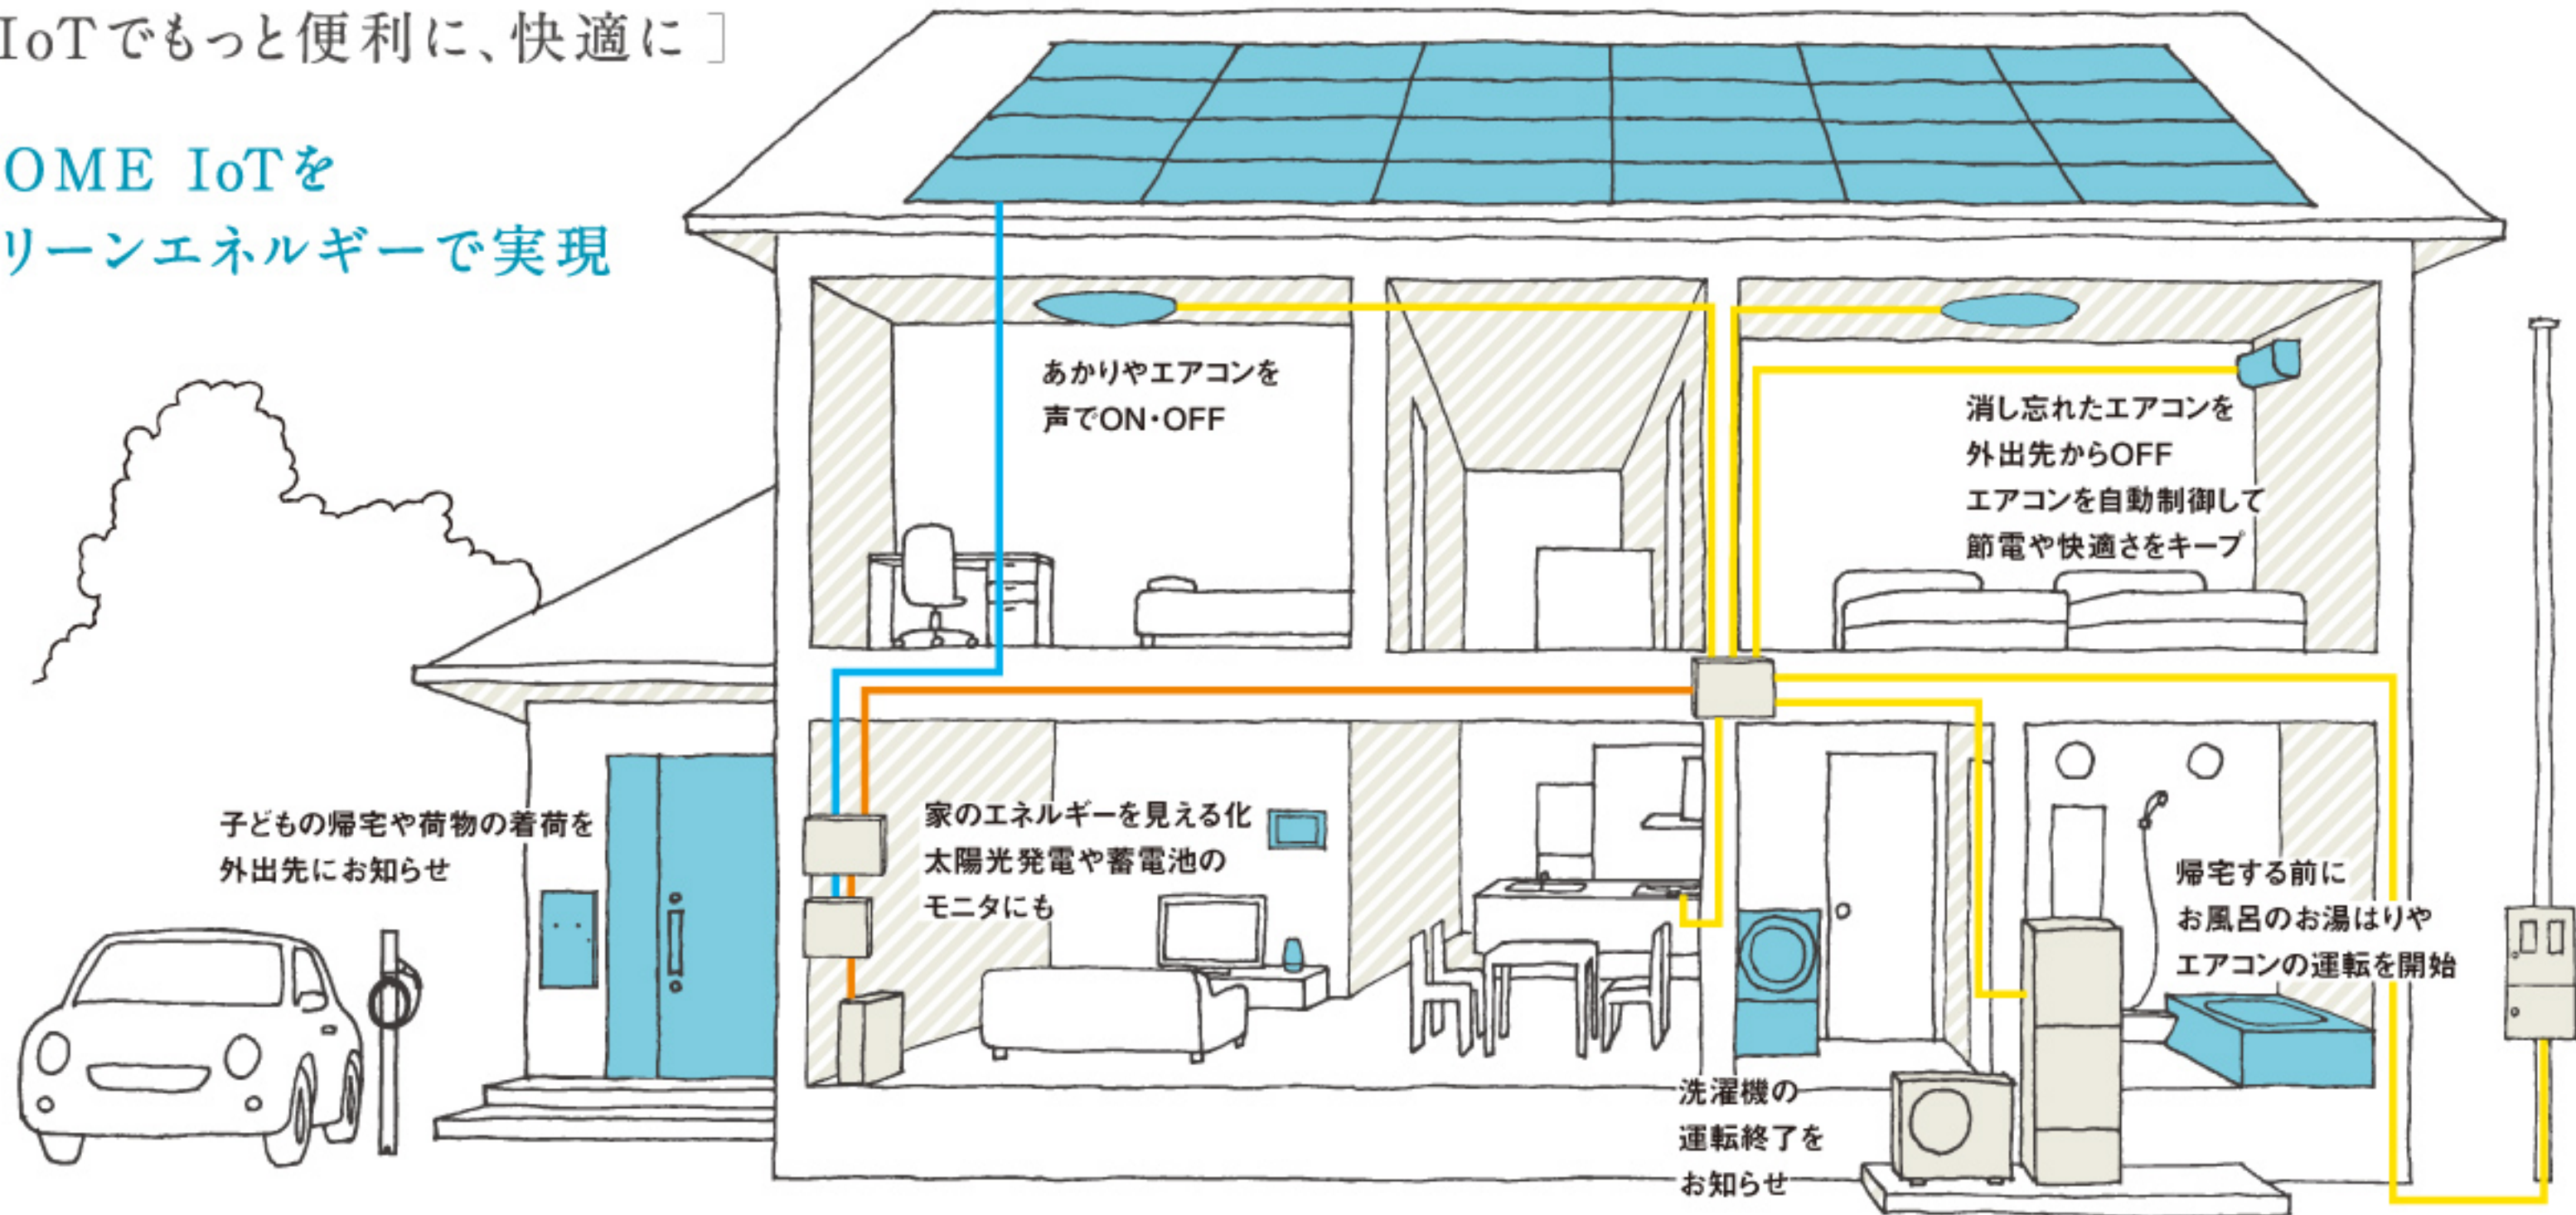 IoTでもっと便利に、快適に ］
OME IoTを
リーンエネルギーで実現
あかりやエアコンを
声でON・OFF
消し忘れたエアコンを
外出先からOFF
エアコンを自動制御して
節電や快適さをキープ
子どもの帰宅や荷物の着荷を
外出先にお知らせ
家のエネルギーを見える化
太陽光発電や蓄電池の
モニタにも
帰宅する前に
お風呂のお湯はりや
エアコンの運転を開始
洗濯機の
運転終了を
お知らせ